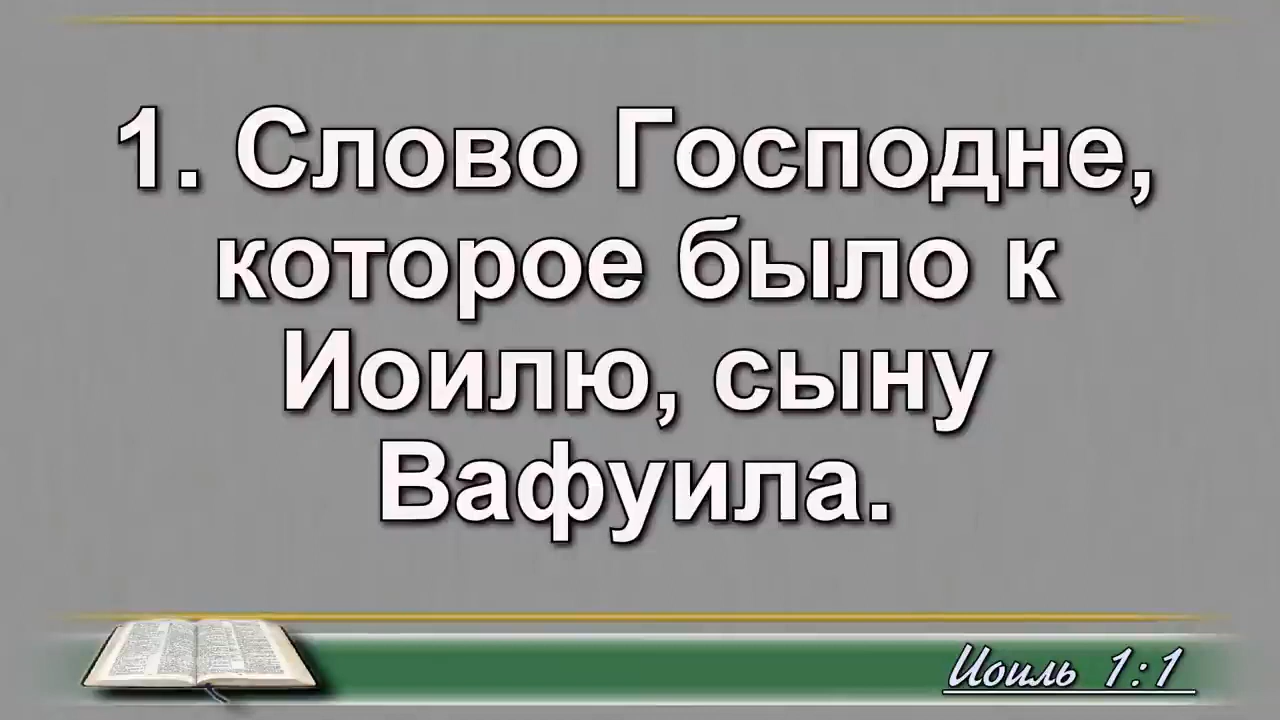 1. Слово Господне,
которое было к
Иоилю, сыну
Вафуила.
Иоиль 1:1